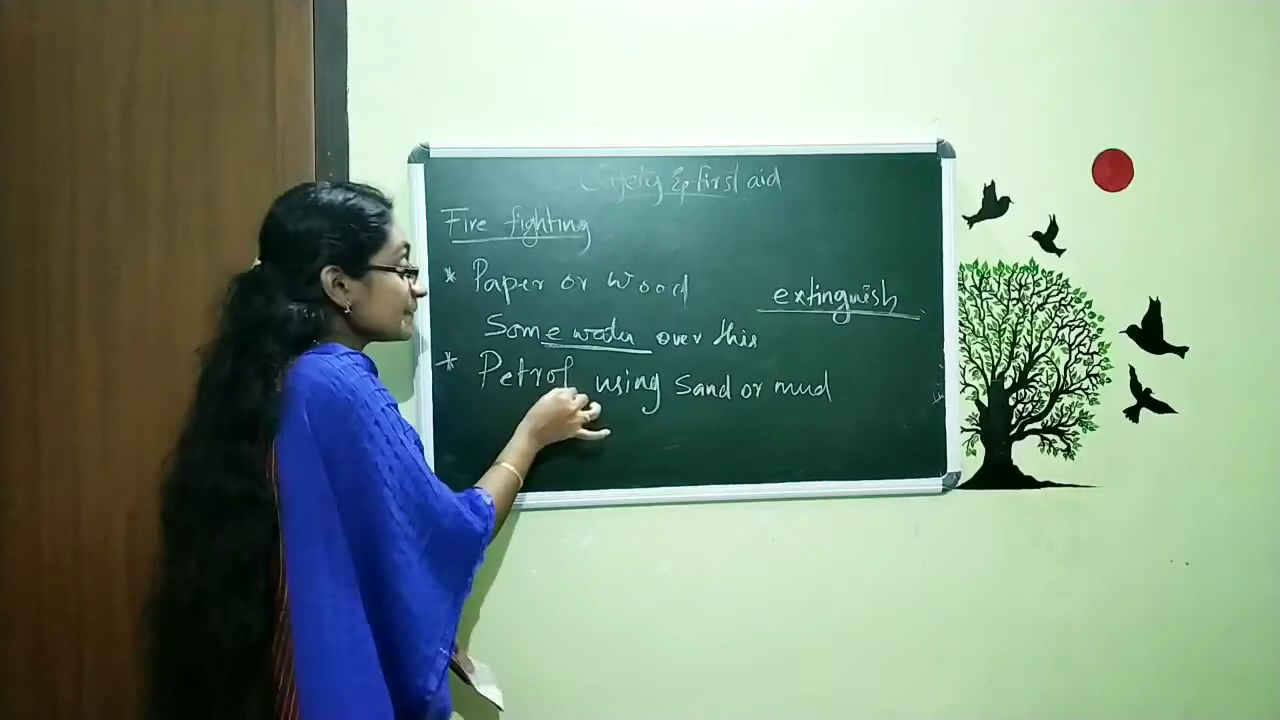 Safety & first aid
Fire fighting
* Paper or wood
extinguish
Some water over this
* Petrol using sand or mud